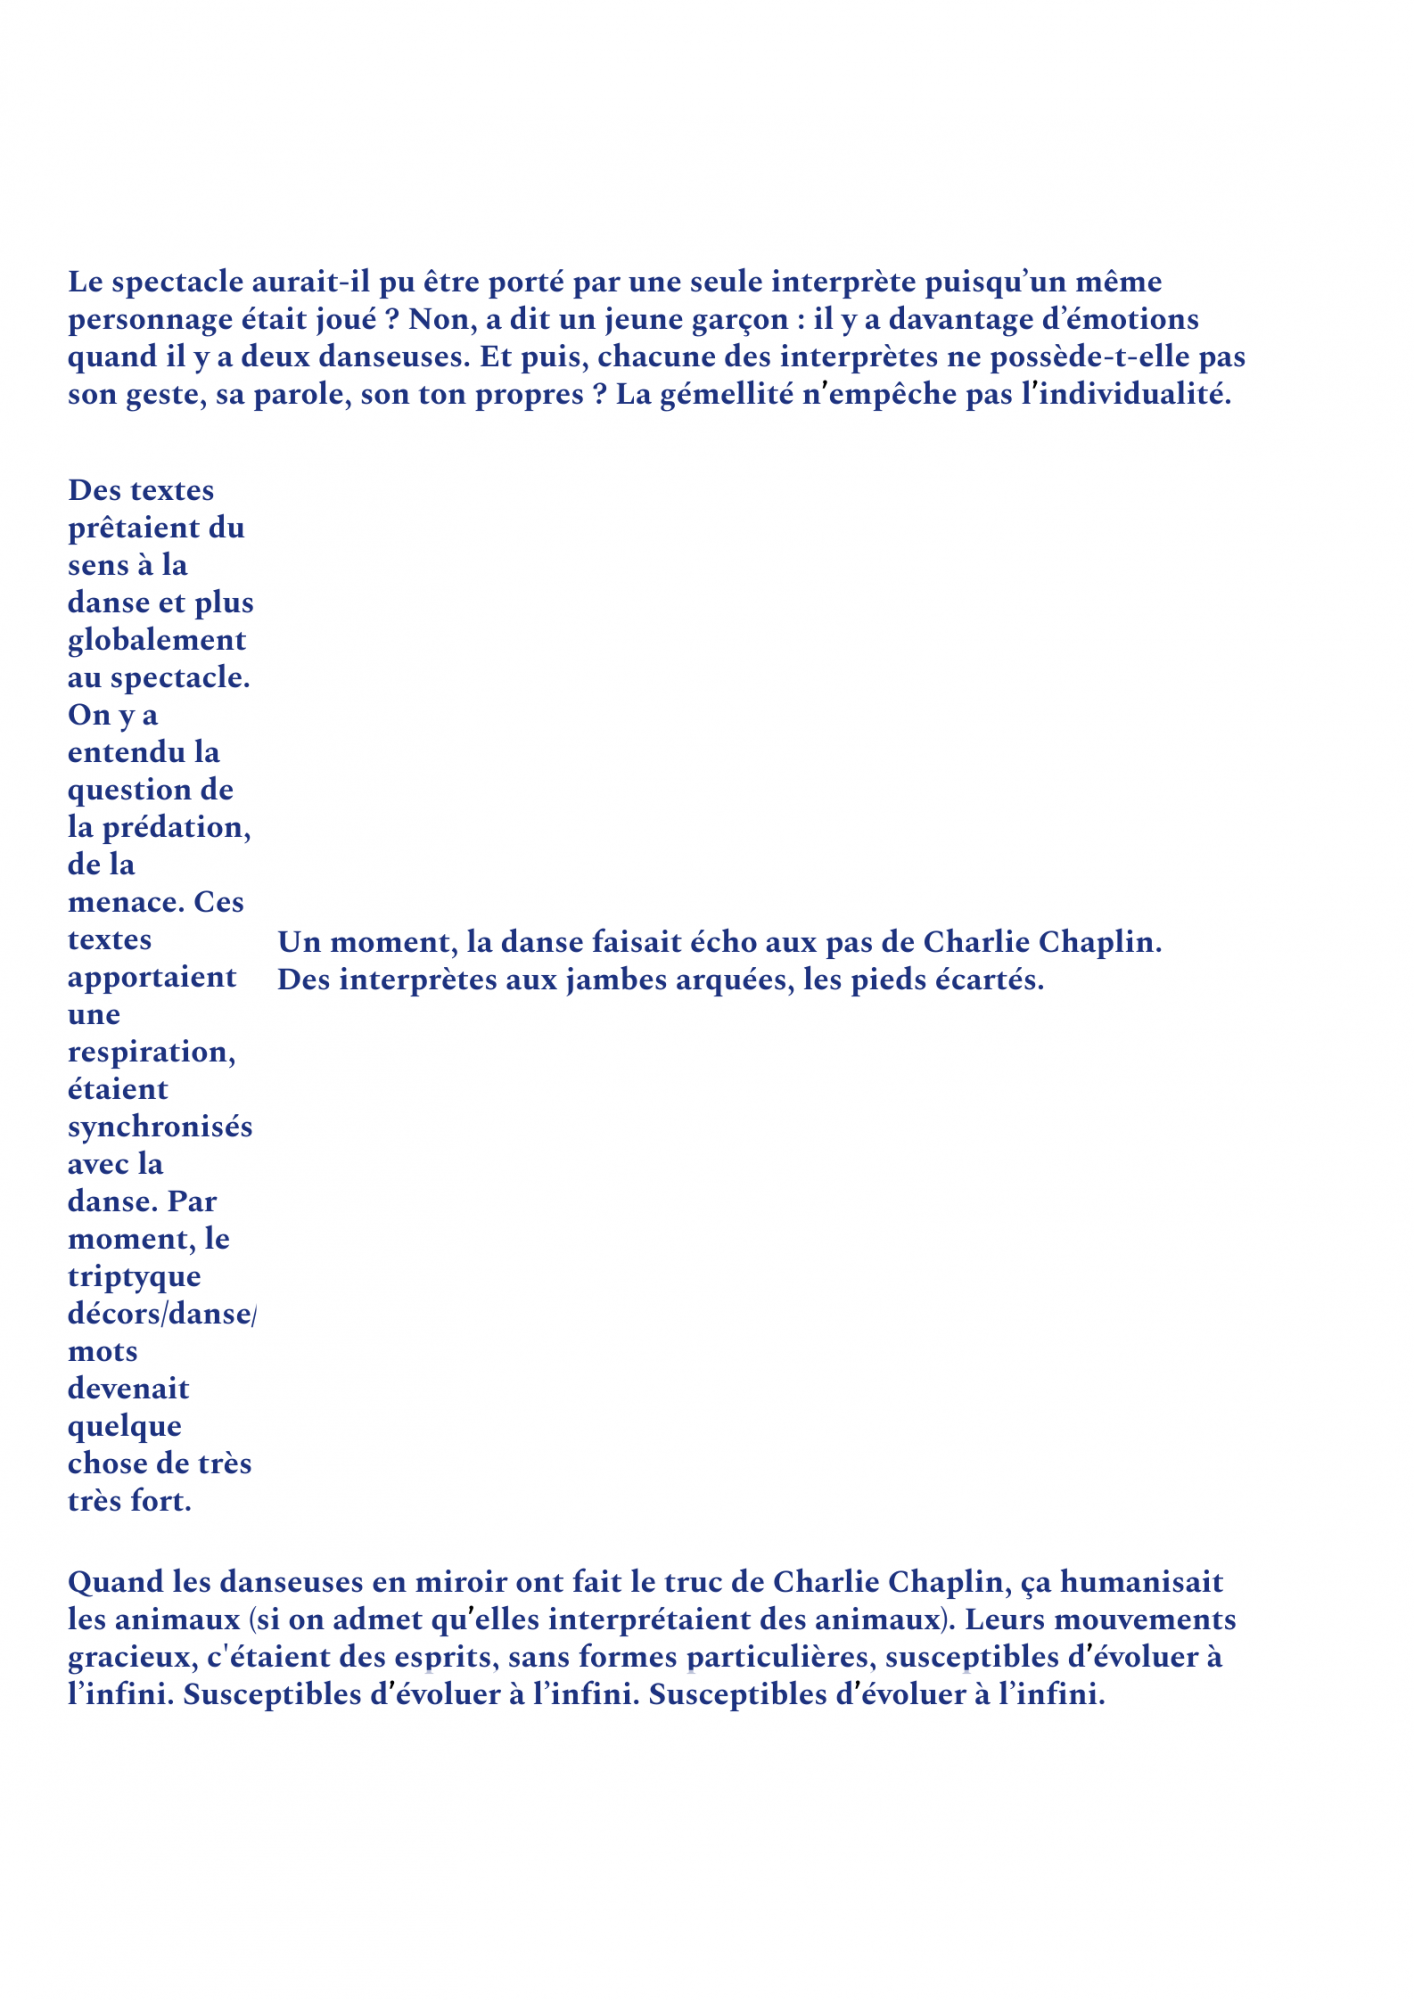 Le spectacle aurait-il pu être porté par une seule interprète puisqu’un même
personnage était joué ? Non, a dit un jeune garçon : il y a davantage d’émotions
quand il y a deux danseuses. Et puis, chacune des interprètes ne possède-t-elle pas
son geste, sa parole, son ton propres ? La gémellité n’empêche pas l’individualité.
Des textes
prêtaient du
sens à la
danse et plus
globalement
au spectacle.
On y a
entendu la
question de
la prédation,
de la
menace. Ces
textes
apportaient
une
respiration,
étaient
synchronisés
avec la
danse. Par
moment, le
triptyque
décors/danse/
mots
devenait
quelque
chose de très
très fort.
Un moment, la danse faisait écho aux pas de Charlie Chaplin.
Des interprètes aux jambes arquées, les pieds écartés.
Quand les danseuses en miroir ont fait le truc de Charlie Chaplin, ça humanisait
les animaux (si on admet qu’elles interprétaient des animaux). Leurs mouvements
gracieux, c'étaient des esprits, sans formes particulières, susceptibles d’évoluer à
l’infini. Susceptibles d’évoluer à l’infini. Susceptibles d’évoluer à l’infini.